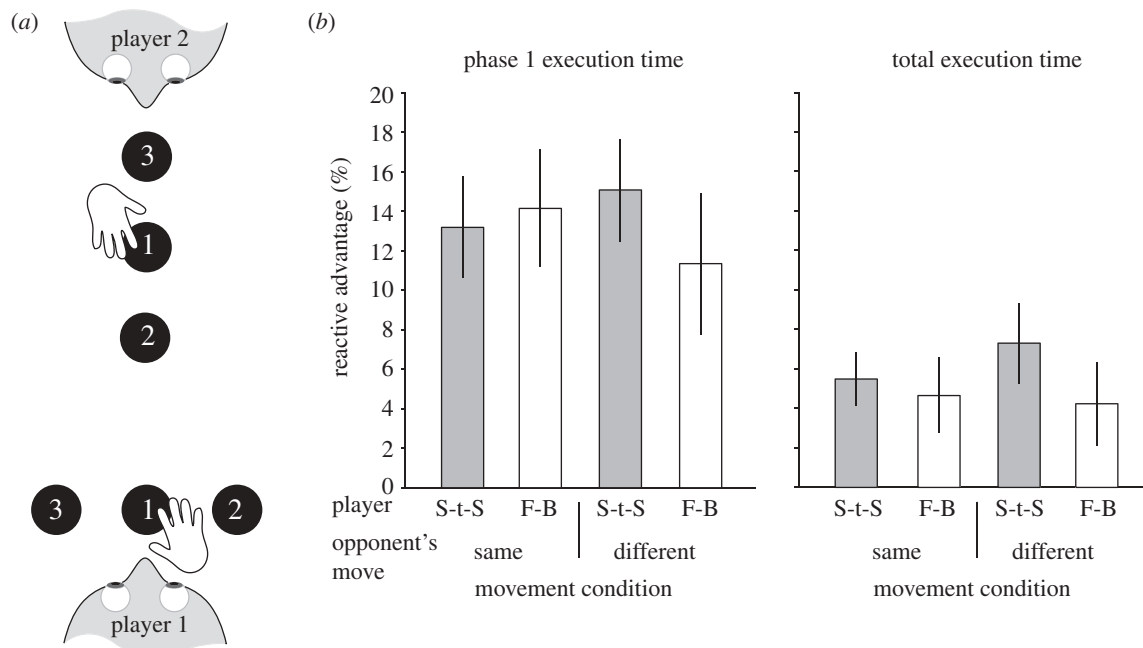 (a)
player 2
3
1
2
3 1 2
player 1
(b)
phase 1 execution time
total execution time
reactive advantage (%)
20
18
16
14
12
10
8
6
4
2
0
player S-t-S F-B S-t-S F-B S-t-S F-B S-t-S F-B
opponent's
move
same different same different
movement condition movement condition